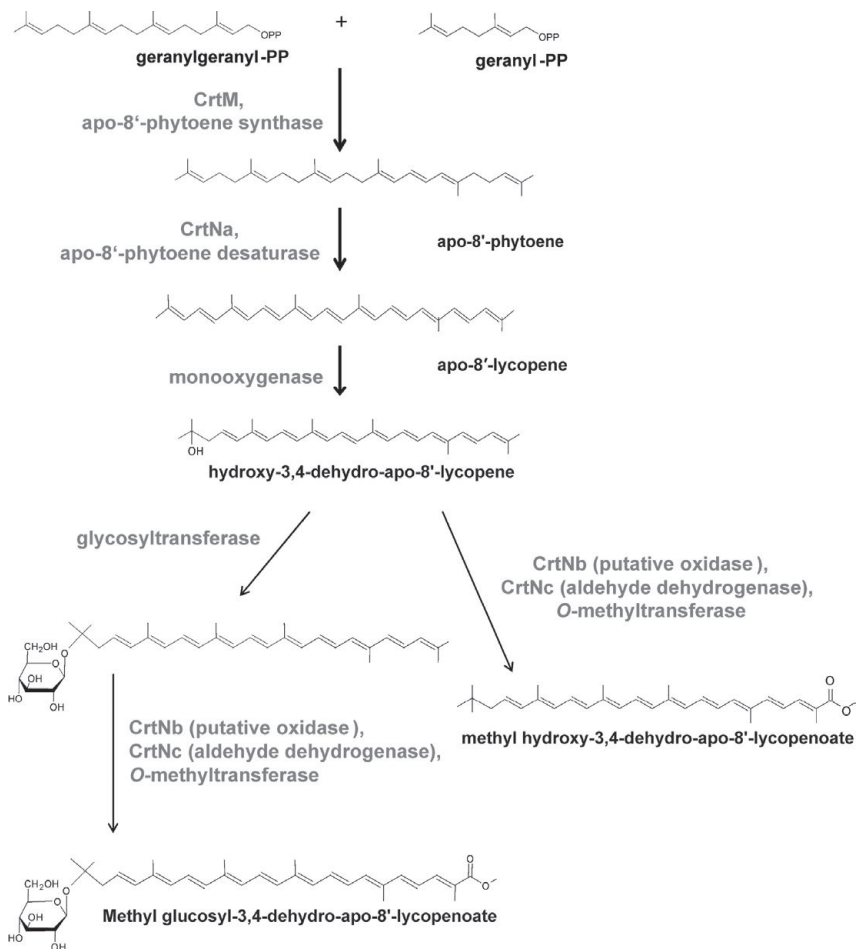 OPP
+
OPP
geranylgeranyl-PP
geranyl-PP
CrtM,
apo-8‘-phytoene synthase
CrtNa,
apo-8‘-phytoene desaturase
apo-8'-phytoene
monooxygenase
apo-8′-lycopene
OH
hydroxy-3,4-dehydro-apo-8'-lycopene
glycosyltransferase
CrtNb (putative oxidase),
CrtNc (aldehyde dehydrogenase),
O-methyltransferase
CH2OH
O
O
HO
OH
HO
OH
O
O
methyl hydroxy-3,4-dehydro-apo-8'-lycopenoate
CrtNb (putative oxidase),
CrtNc (aldehyde dehydrogenase),
O-methyltransferase
CH2OH
O
O
HO
OH
HO
OH
O
O
Methyl glucosyl-3,4-dehydro-apo-8'-lycopenoate